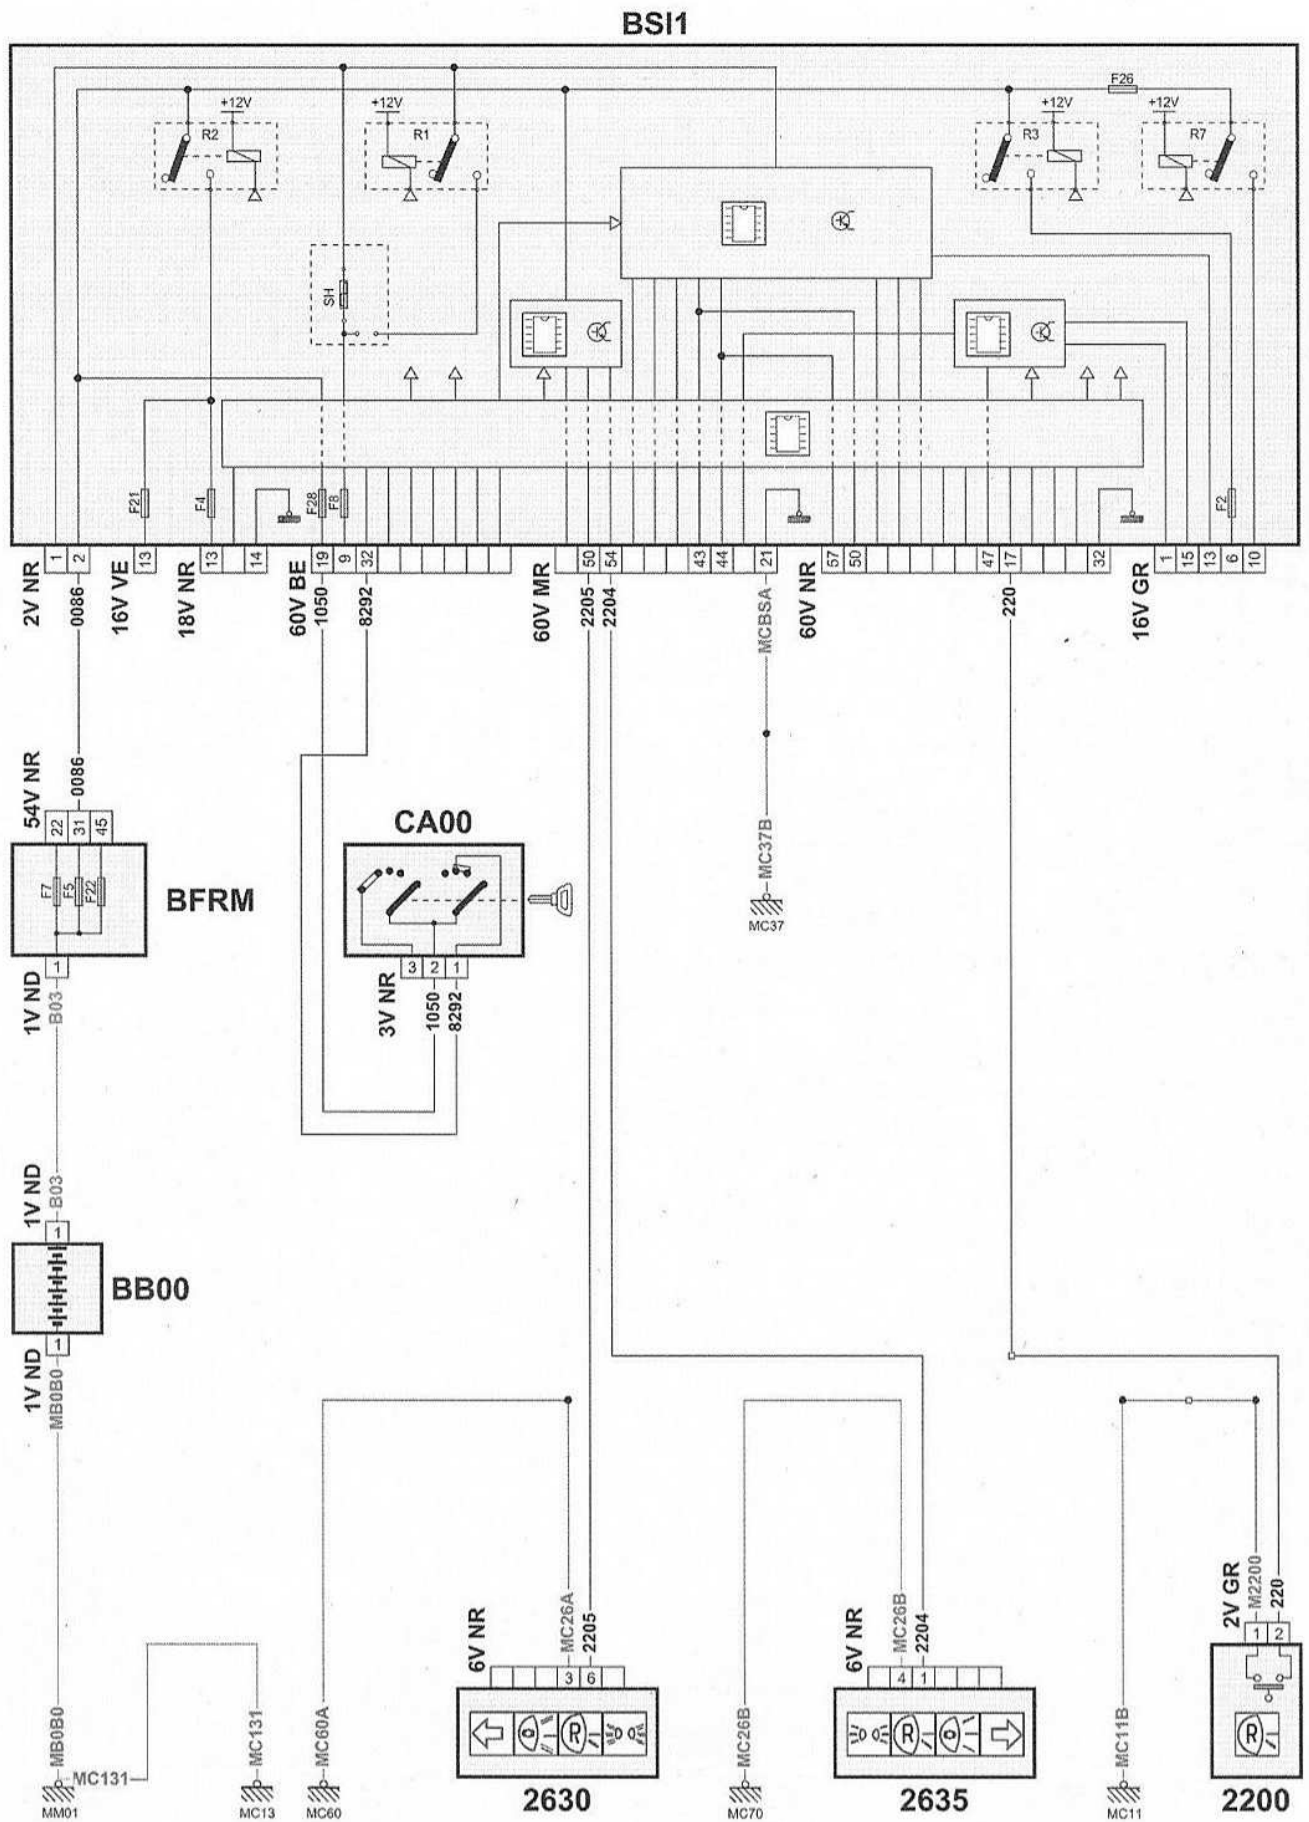 BSI1
F26
+12V
+12V
+12V
+12V
R2
R1
R3
R7
SH
F21
F4
F28
F8
F2
1
2
13
13
14
19
9
32
50
54
43
44
21
57
50
47
17
32
1
15
13
6
10
2V NR
0086
16V VE
18V NR
60V BE
1050
8292
60V MR
2205
2204
MCBSA
60V NR
220
16V GR
54V NR
0086
22
31
45
F7
F5
F22
BFRM
1
1V ND
B03
CA00
3
2
1
3V NR
1050
8292
MC37B
MC37
1V ND
B03
1
BB00
1
1V ND
MB0B0
6V NR
MC26A
2205
3
6
R
2630
6V NR
MC26B
2204
4
1
R
2635
2V GR
M2200
220
1
2
R
2200
MB0B0
MC131
MM01
MC131
MC13
MC60A
MC60
MC26B
MC70
MC11B
MC11